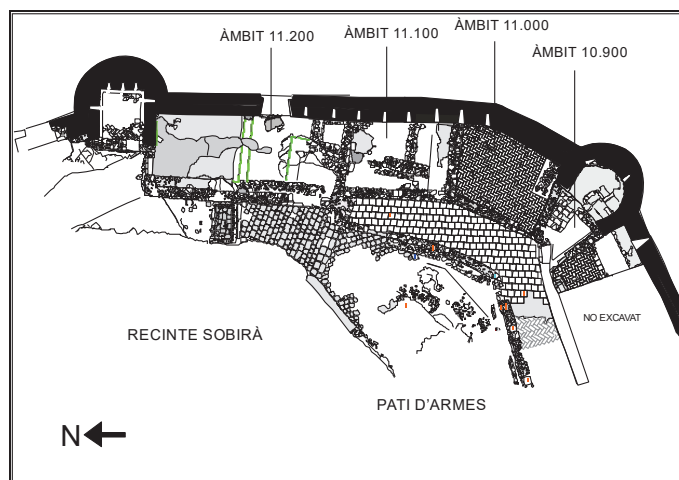 ÀMBIT 11.000
ÀMBIT 11.200
ÀMBIT 11.100
ÀMBIT 10.900
NO EXCAVAT
RECINTE SOBIRÀ
PATI D'ARMES
N